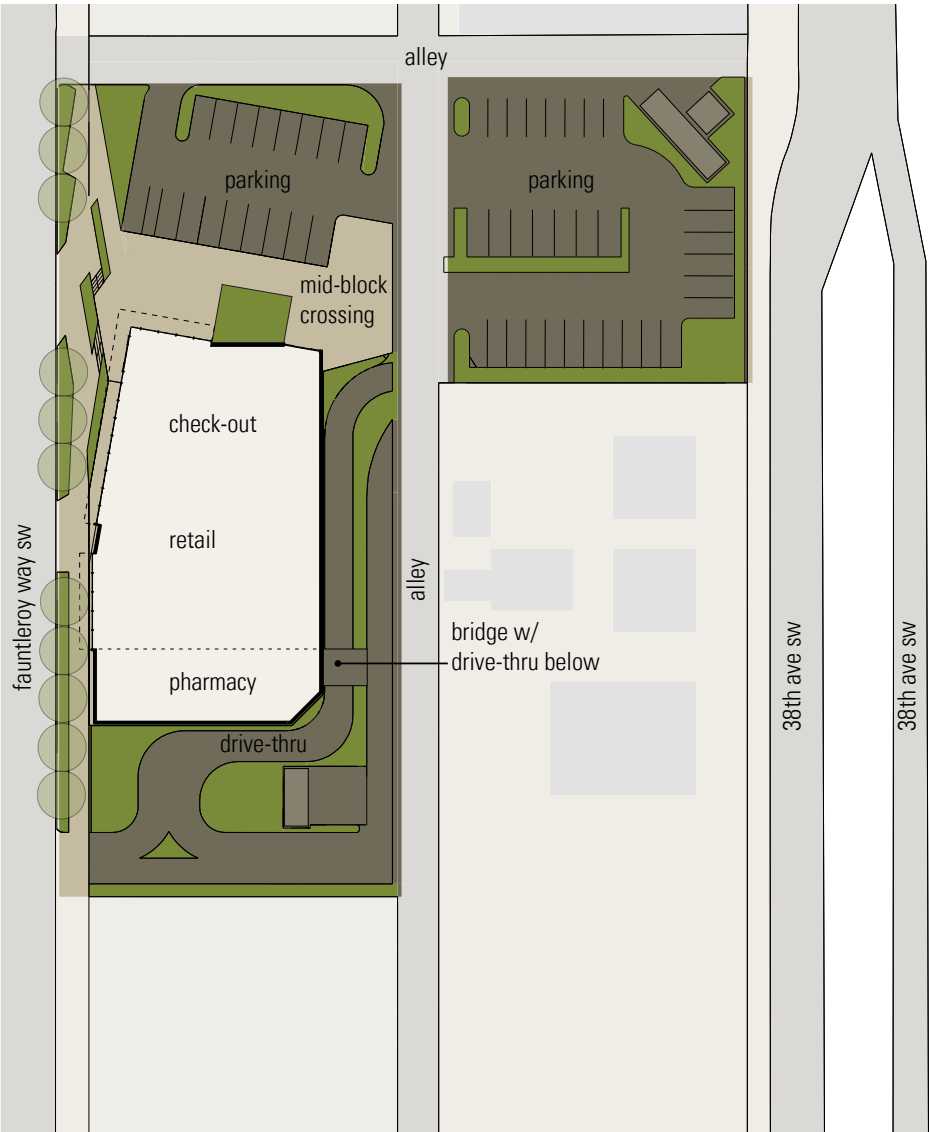 alley
parking
parking
mid-block
crossing
check-out
retail
fauntleroy way sw
alley
bridge w/
drive-thru below
pharmacy
38th ave sw
38th ave sw
drive-thru